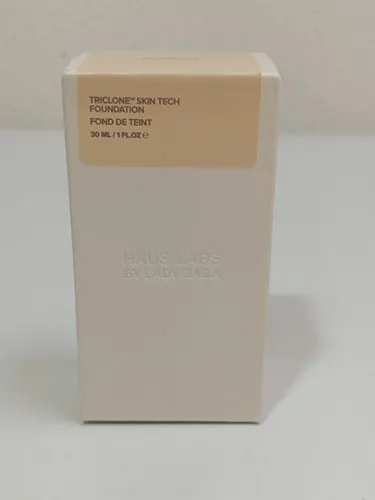 TRICLONE™ SKIN TECH
FOUNDATION
FOND DE TEINT
30 ML / 1 FL.OZ ℮
HAUS LABS
BY LADY GAGA